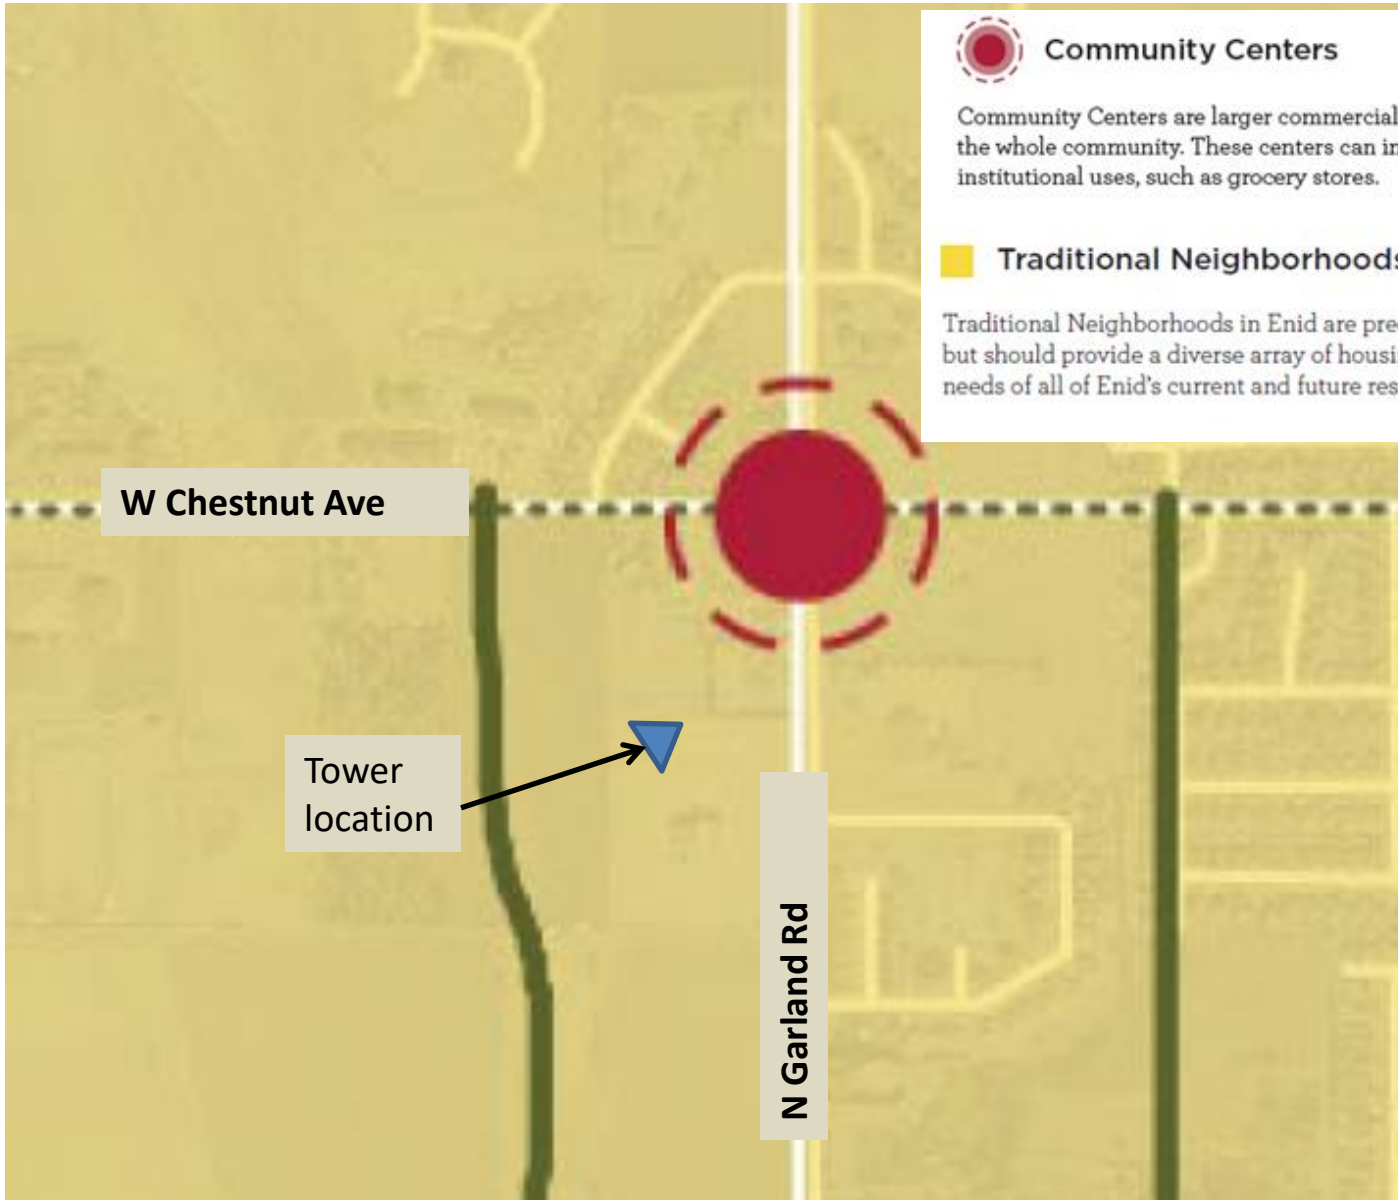 Community Centers
Community Centers are larger commercial
the whole community. These centers can in
institutional uses, such as grocery stores.
Traditional Neighborhoods
Traditional Neighborhoods in Enid are pre
but should provide a diverse array of housi
needs of all of Enid's current and future res
W Chestnut Ave
Tower
location
N Garland Rd